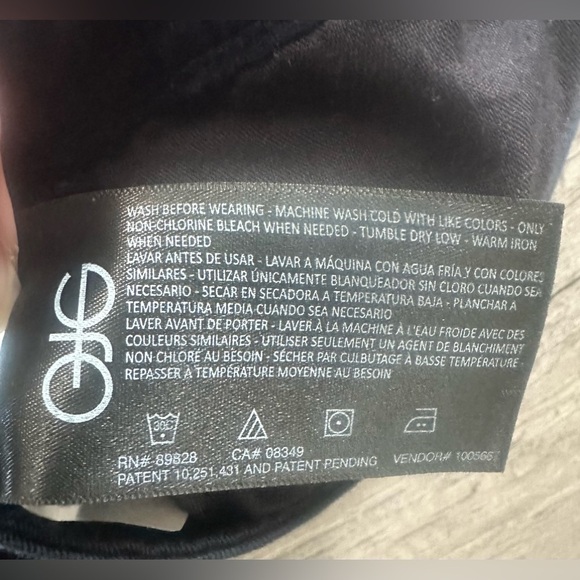 WASH BEFORE WEARING - MACHINE WASH COLD WITH LIKE COLORS - ONLY
NON-CHLORINE BLEACH WHEN NEEDED - TUMBLE DRY LOW - WARM IRON
WHEN NEEDED
LAVAR ANTES DE USAR - LAVAR A MÁQUINA CON AGUA FRÍA Y CON COLORES
SIMILARES - UTILIZAR ÚNICAMENTE BLANQUEADOR SIN CLORO CUANDO SEA
NECESARIO - SECAR EN SECADORA A TEMPERATURA BAJA - PLANCHAR A
TEMPERATURA MEDIA CUANDO SEA NECESARIO
LAVER AVANT DE PORTER - LAVER À LA MACHINE À L'EAU FROIDE AVEC DES
COULEURS SIMILAIRES - UTILISER SEULEMENT UN AGENT DE BLANCHIMENT
NON CHLORÉ AU BESOIN - SÉCHER PAR CULBUTAGE À BASSE TEMPÉRATURE -
REPASSER À TEMPÉRATURE MOYENNE AU BESOIN
30C
RN# 89828 CA# 08349 VENDOR# 100566
PATENT 10,251,431 AND PATENT PENDING